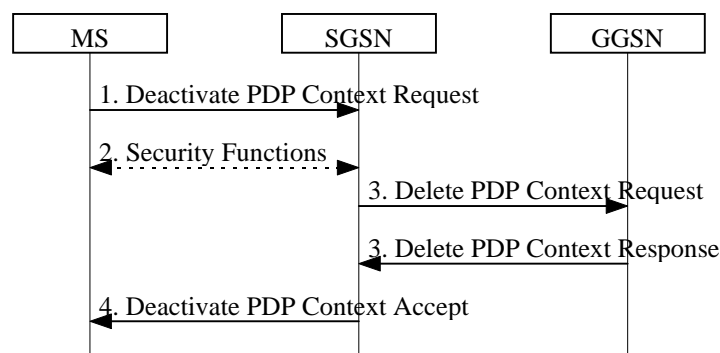 MS
SGSN
GGSN
1. Deactivate PDP Context Request
2. Security Functions
3. Delete PDP Context Request
3. Delete PDP Context Response
4. Deactivate PDP Context Accept